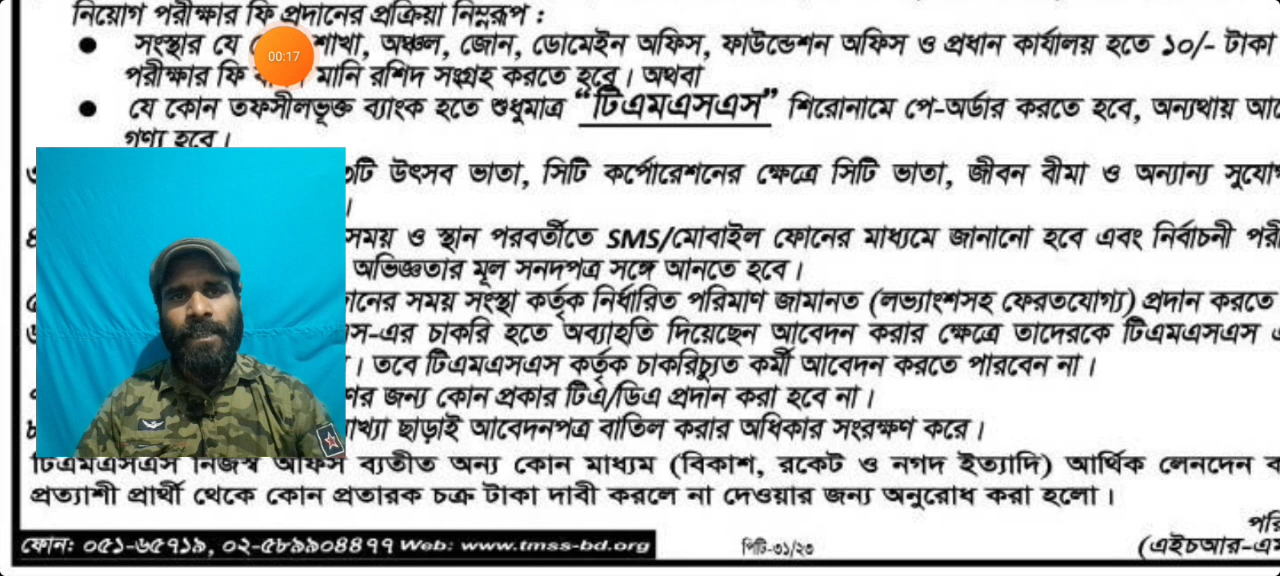 নিয়োগ পরীক্ষার ফি প্রদানের প্রক্রিয়া নিম্নরূপ :
● সংস্থার যে শাখা, অঞ্চল, জোন, ডোমেইন অফিস, ফাউন্ডেশন অফিস ও প্রধান কার্যালয় হতে ১০/- টাকা
00:17
পরীক্ষার ফি মানি রশিদ সংগ্রহ করতে হবে। অথবা
● যে কোন তফসীলভূক্ত ব্যাংক হতে শুধুমাত্র “টিএমএসএস” শিরোনামে পে-অর্ডার করতে হবে, অন্যথায়
গণ্য হবে।
টি উৎসব ভাতা, সিটি কর্পোরেশনের ক্ষেত্রে সিটি ভাতা, জীবন বীমা ও অন্যান্য
।
সময় ও স্থান পরবর্তীতে SMS/মোবাইল ফোনের মাধ্যমে জানানো হবে এবং নির্বাচনী
অভিজ্ঞতার মূল সনদপত্র সঙ্গে আনতে হবে।
নের সময় সংস্থা কর্তৃক নির্ধারিত পরিমাণ জামানত (লভ্যাংশসহ ফেরতযোগ্য) প্রদান করতে
স-এর চাকরি হতে অব্যাহতি দিয়েছেন আবেদন করার ক্ষেত্রে তাদেরকে টিএমএসএস
। তবে টিএমএসএস কর্তৃক চাকরিচ্যুত কর্মী আবেদন করতে পারবেন না।
ণর জন্য কোন প্রকার টিএ/ডিএ প্রদান করা হবে না।
াখ্যা ছাড়াই আবেদনপত্র বাতিল করার অধিকার সংরক্ষণ করে।
টিএমএসএস নিজস্ব অফিস ব্যতীত অন্য কোন মাধ্যম (বিকাশ, রকেট ও নগদ ইত্যাদি) আর্থিক লেনদেন
প্রত্যাশী প্রার্থী থেকে কোন প্রতারক চক্র টাকা দাবী করলে না দেওয়ার জন্য অনুরোধ করা হলো।
পরি
ফোন: ০৫১-৬৫৭১৯, ০২-৫৮৯৯০৪৪৭৭ Web: www.tmss-bd.org পিটি-৩১/২৩ (এইচআর-এ